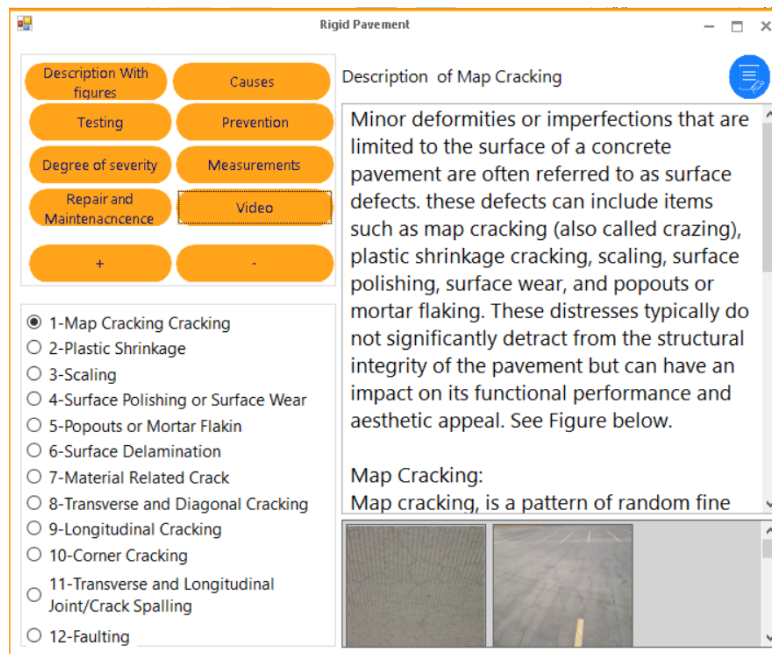 Rigid Pavement
Description With
figures
Causes
Testing
Prevention
Degree of severity
Measurements
Repair and
Maintenacncence
Video
+
-
1-Map Cracking Cracking
2-Plastic Shrinkage
3-Scaling
4-Surface Polishing or Surface Wear
5-Popouts or Mortar Flakin
6-Surface Delamination
7-Material Related Crack
8-Transverse and Diagonal Cracking
9-Longitudinal Cracking
10-Corner Cracking
11-Transverse and Longitudinal
Joint/Crack Spalling
12-Faulting
Description of Map Cracking
Minor deformities or imperfections that are
limited to the surface of a concrete
pavement are often referred to as surface
defects. these defects can include items
such as map cracking (also called crazing),
plastic shrinkage cracking, scaling, surface
polishing, surface wear, and popouts or
mortar flaking. These distresses typically do
not significantly detract from the structural
integrity of the pavement but can have an
impact on its functional performance and
aesthetic appeal. See Figure below.
Map Cracking:
Map cracking, is a pattern of random fine